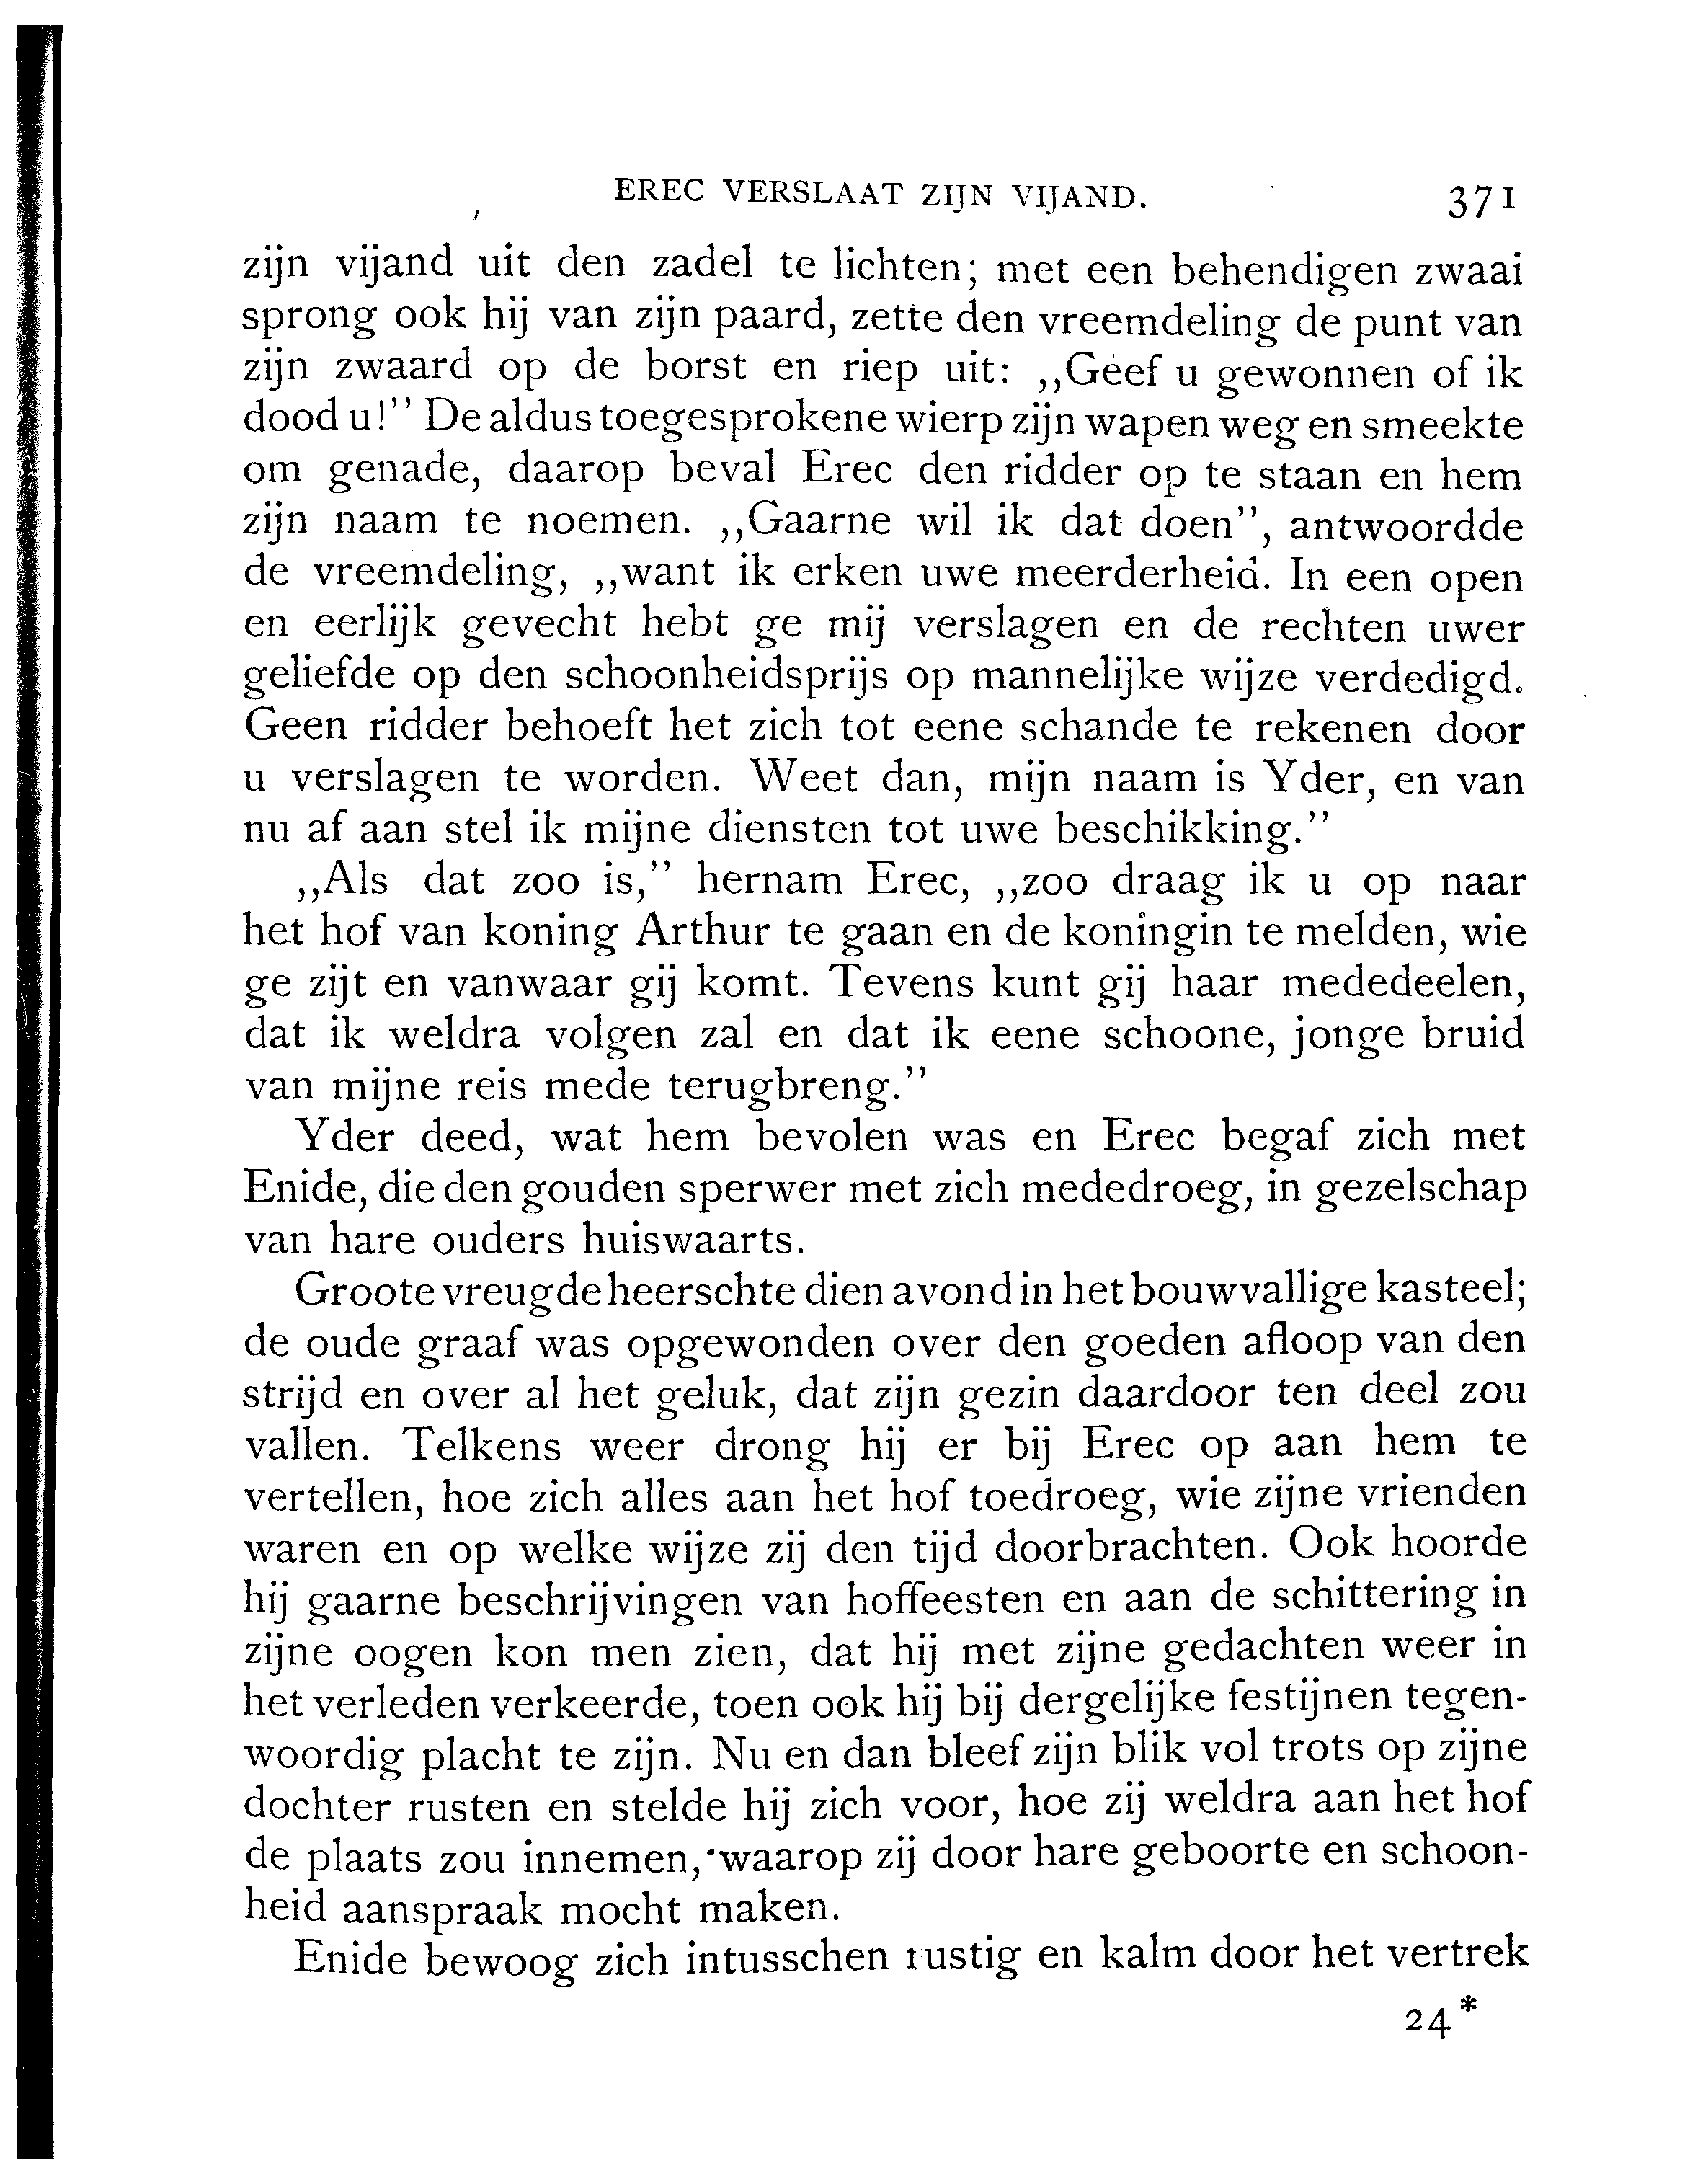 EREC VERSLAAT ZIJN VIJAND. 371
zijn vijand uit den zadel te lichten; met een behendigen zwaai
sprong ook hij van zijn paard, zette den vreemdeling de punt van
zijn zwaard op de borst en riep uit: ,,Geef u gewonnen of ik
dood u!'' De aldus toegesprokene wierp zijn wapen weg en smeekte
om genade, daarop beval Erec den ridder op te staan en hem
zijn naam te noemen. ,,Gaarne wil ik dat doen'', antwoordde
de vreemdeling, ,,want ik erken uwe meerderheid. In een open
en eerlijk gevecht hebt ge mij verslagen en de rechten uwer
geliefde op den schoonheidsprijs op mannelijke wijze verdedigd.
Geen ridder behoeft het zich tot eene schande te rekenen door
u verslagen te worden. Weet dan, mijn naam is Yder, en van
nu af aan stel ik mijne diensten tot uwe beschikking.''
,,Als dat zoo is,'' hernam Erec, ,,zoo draag ik u op naar
het hof van koning Arthur te gaan en de koningin te melden, wie
ge zijt en vanwaar gij komt. Tevens kunt gij haar mededeelen,
dat ik weldra volgen zal en dat ik eene schoone, jonge bruid
van mijne reis mede terugbreng.''
Yder deed, wat hem bevolen was en Erec begaf zich met
Enide, die den gouden sperwer met zich mededroeg, in gezelschap
van hare ouders huiswaarts.
Groote vreugde heerschte dien avond in het bouwvallige kasteel;
de oude graaf was opgewonden over den goeden afloop van den
strijd en over al het geluk, dat zijn gezin daardoor ten deel zou
vallen. Telkens weer drong hij er bij Erec op aan hem te
vertellen, hoe zich alles aan het hof toedroeg, wie zijne vrienden
waren en op welke wijze zij den tijd doorbrachten. Ook hoorde
hij gaarne beschrijvingen van hoffeesten en aan de schittering in
zijne oogen kon men zien, dat hij met zijne gedachten weer in
het verleden verkeerde, toen ook hij bij dergelijke festijnen tegen-
woordig placht te zijn. Nu en dan bleef zijn blik vol trots op zijne
dochter rusten en stelde hij zich voor, hoe zij weldra aan het hof
de plaats zou innemen, waarop zij door hare geboorte en schoon-
heid aanspraak mocht maken.
Enide bewoog zich intusschen rustig en kalm door het vertrek
24*